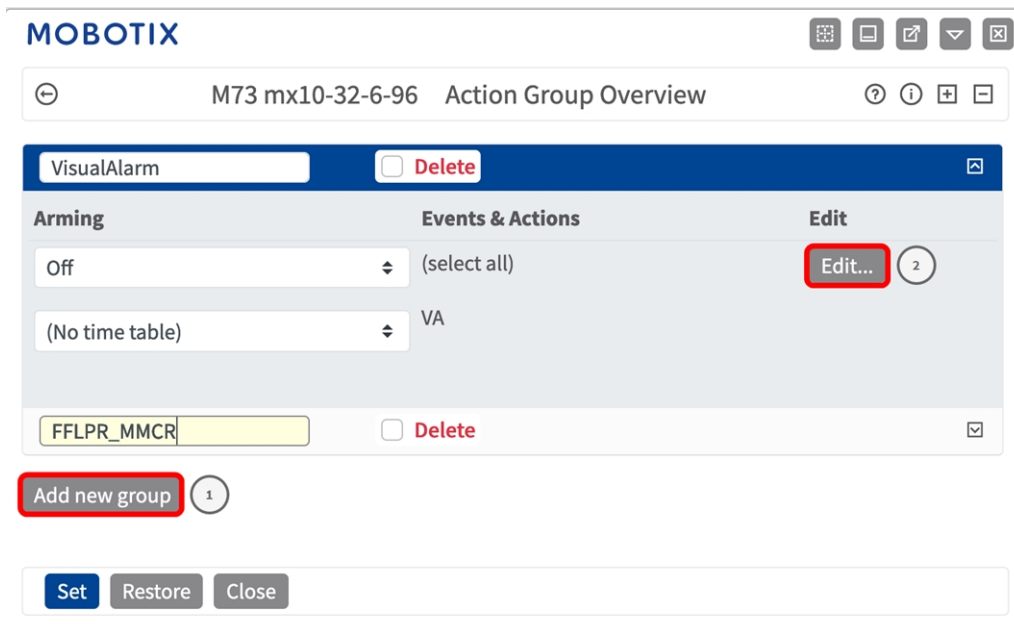 MOBOTIX
M73 mx10-32-6-96 Action Group Overview
VisualAlarm Delete
Arming Events & Actions Edit
Off (select all) Edit... 2
(No time table) VA
FFLPR_MMCR Delete
Add new group 1
Set Restore Close